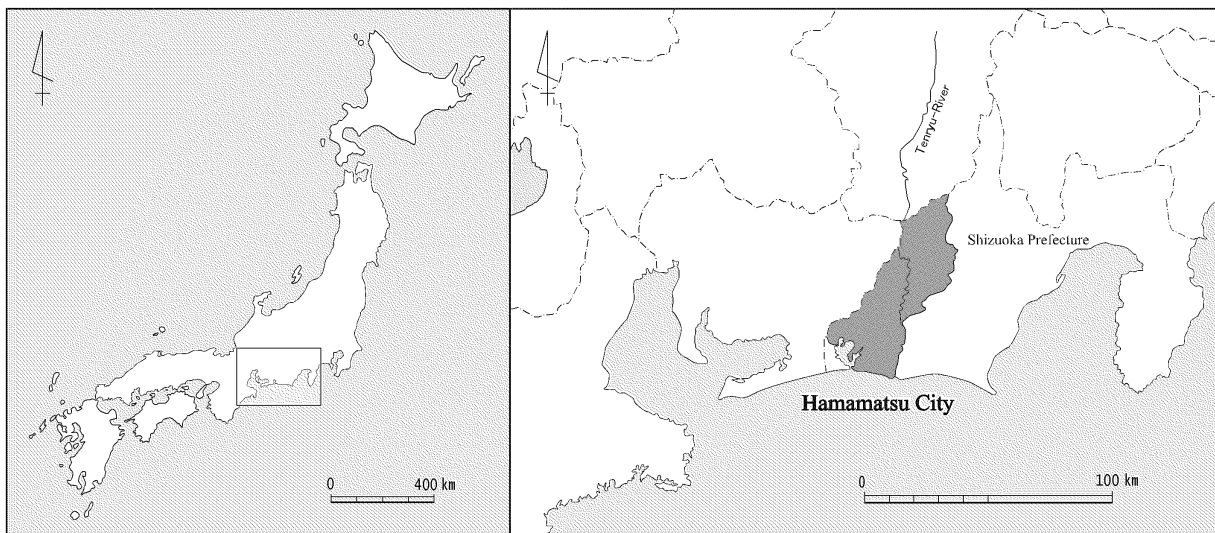 0 400 km
Tenryu-River
Shizuoka Prefecture
Hamamatsu City
0 100 km